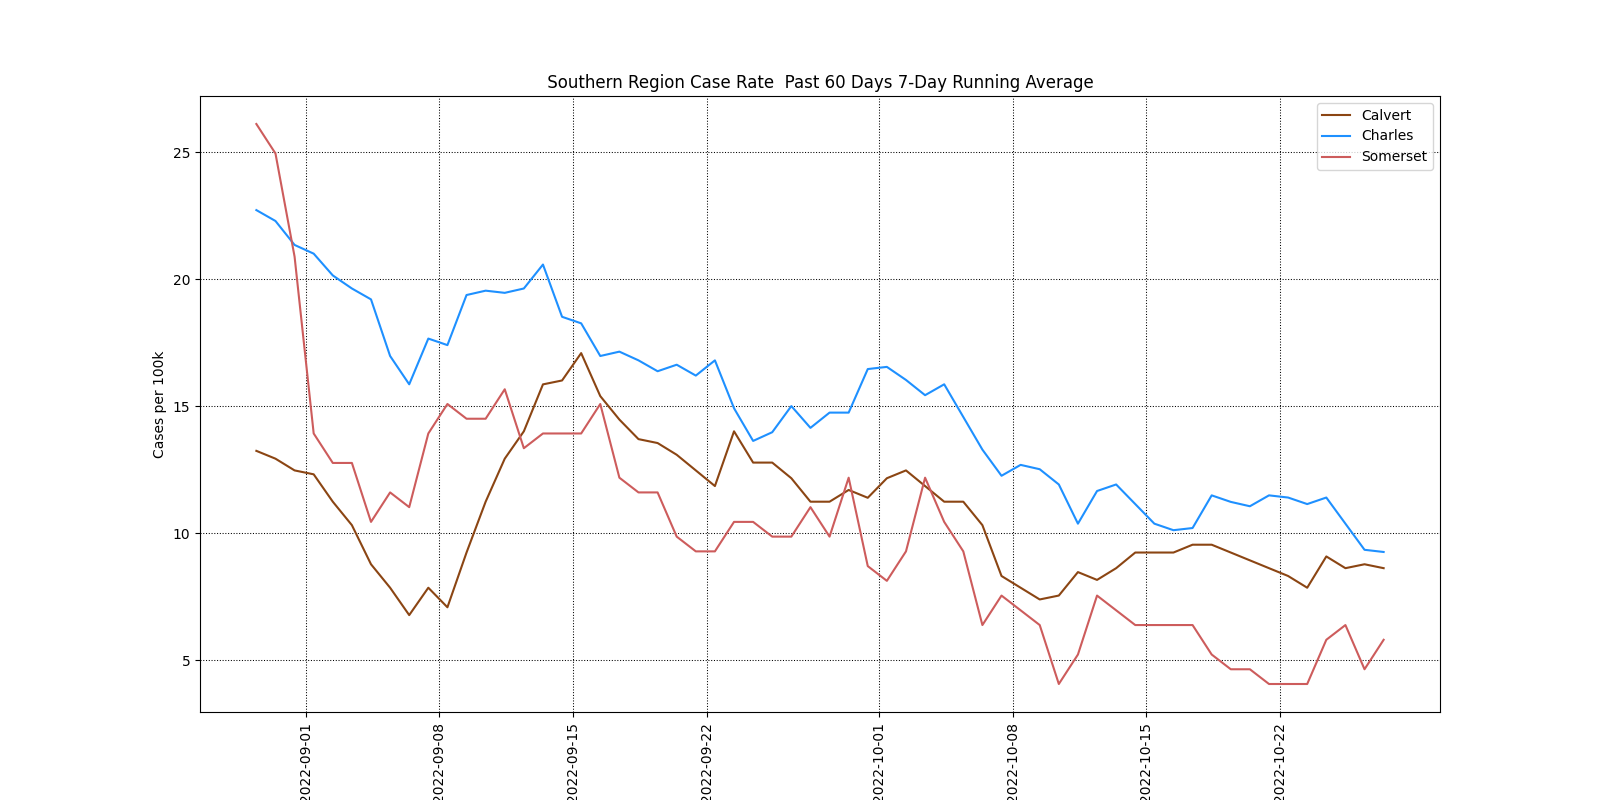 Southern Region Case Rate  Past 60 Days 7-Day Running Average
Calvert
Charles
Somerset
Cases per 100k
25
20
15
10
5
2022-09-01
2022-09-08
2022-09-15
2022-09-22
2022-10-01
2022-10-08
2022-10-15
2022-10-22